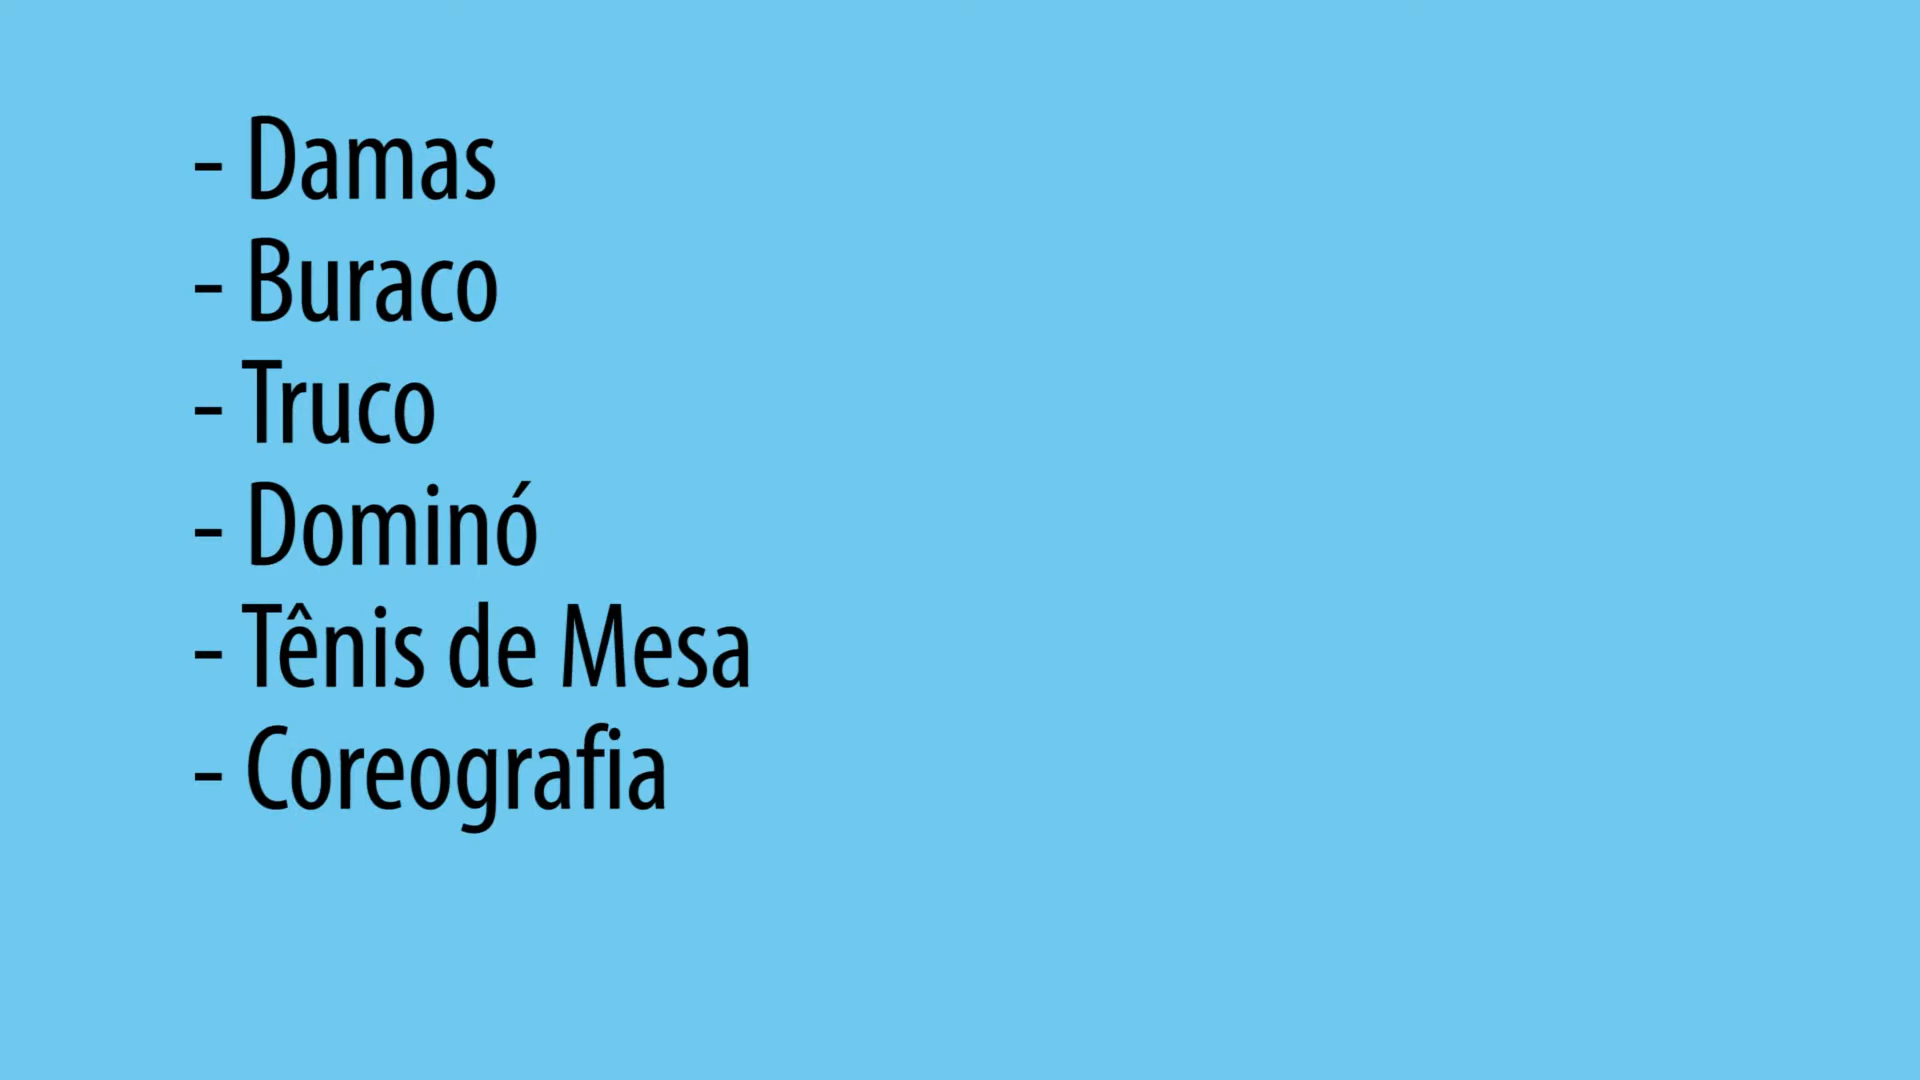 - Damas
- Buraco
- Truco
- Dominó
- Tênis de Mesa
- Coreografia